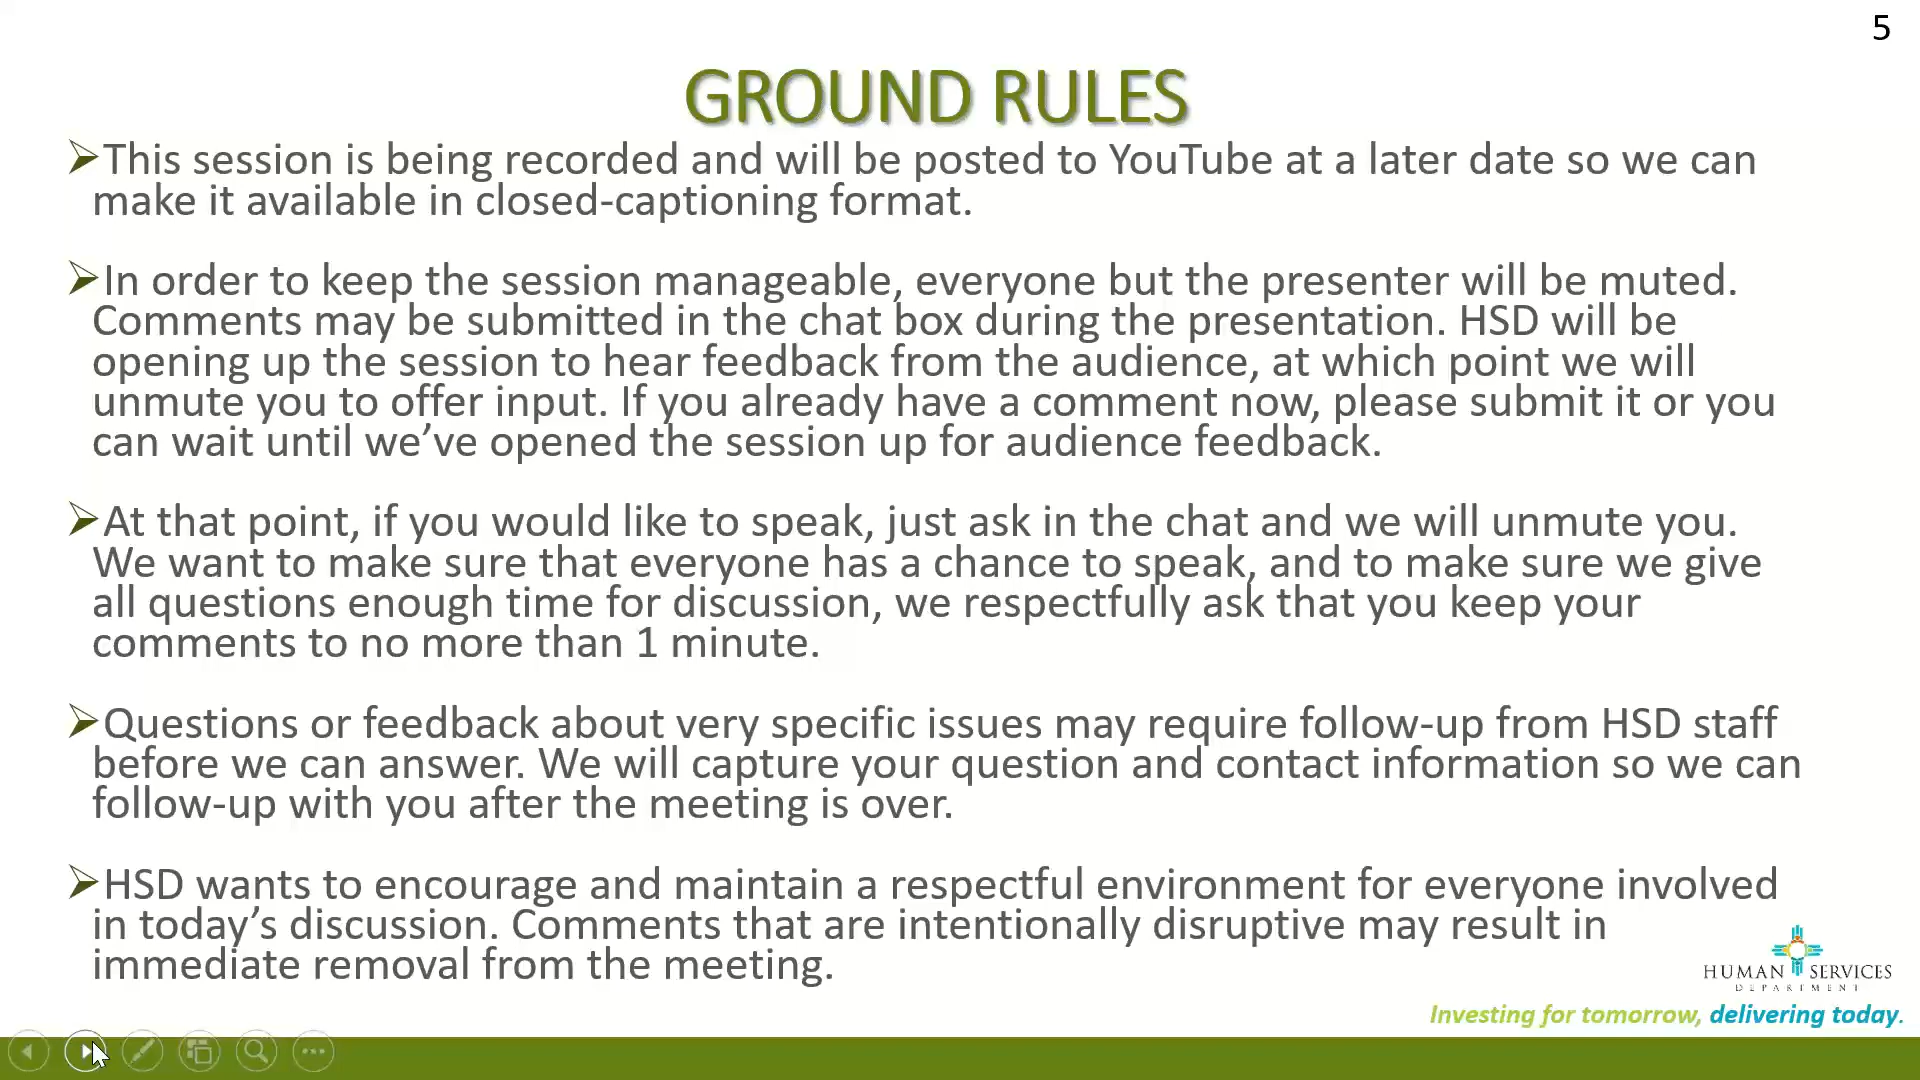 5
GROUND RULES
➢This session is being recorded and will be posted to YouTube at a later date so we can
make it available in closed-captioning format.
➢In order to keep the session manageable, everyone but the presenter will be muted.
Comments may be submitted in the chat box during the presentation. HSD will be
opening up the session to hear feedback from the audience, at which point we will
unmute you to offer input. If you already have a comment now, please submit it or you
can wait until we’ve opened the session up for audience feedback.
➢At that point, if you would like to speak, just ask in the chat and we will unmute you.
We want to make sure that everyone has a chance to speak, and to make sure we give
all questions enough time for discussion, we respectfully ask that you keep your
comments to no more than 1 minute.
➢Questions or feedback about very specific issues may require follow-up from HSD staff
before we can answer. We will capture your question and contact information so we can
follow-up with you after the meeting is over.
➢HSD wants to encourage and maintain a respectful environment for everyone involved
in today’s discussion. Comments that are intentionally disruptive may result in
immediate removal from the meeting.
HUMAN SERVICES
DEPARTMENT
Investing for tomorrow, delivering today.